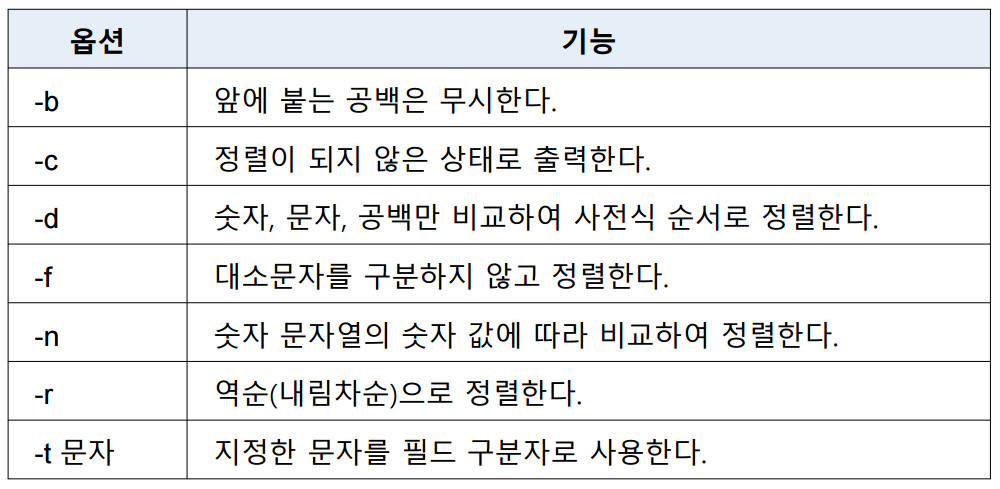 옵션 기능
-b 앞에 붙는 공백은 무시한다.
-c 정렬이 되지 않은 상태로 출력한다.
-d 숫자, 문자, 공백만 비교하여 사전식 순서로 정렬한다.
-f 대소문자를 구분하지 않고 정렬한다.
-n 숫자 문자열의 숫자 값에 따라 비교하여 정렬한다.
-r 역순(내림차순)으로 정렬한다.
-t 문자 지정한 문자를 필드 구분자로 사용한다.